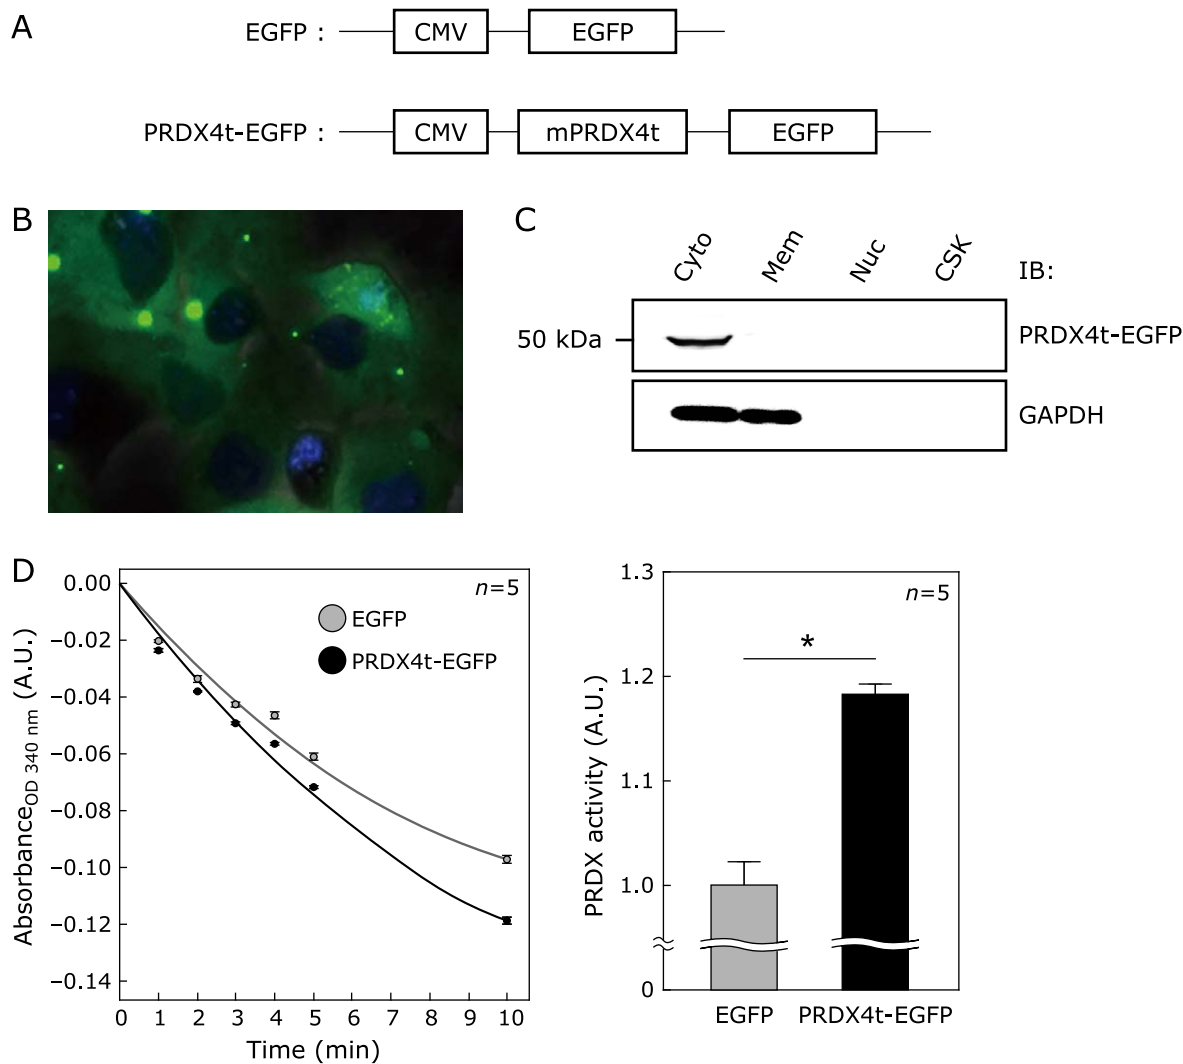 A
EGFP : CMV EGFP
PRDX4t-EGFP : CMV mPRDX4t EGFP
B
C
Cyto Mem Nuc CSK IB:
50 kDa PRDX4t-EGFP
GAPDH
D
n=5
EGFP
PRDX4t-EGFP
Absorbance OD 340 nm (A.U.)
0.00
−0.02
−0.04
−0.06
−0.08
−0.10
−0.12
−0.14
0 1 2 3 4 5 6 7 8 9 10
Time (min)
n=5
*
PRDX activity (A.U.)
1.3
1.2
1.1
1.0
0
EGFP PRDX4t-EGFP